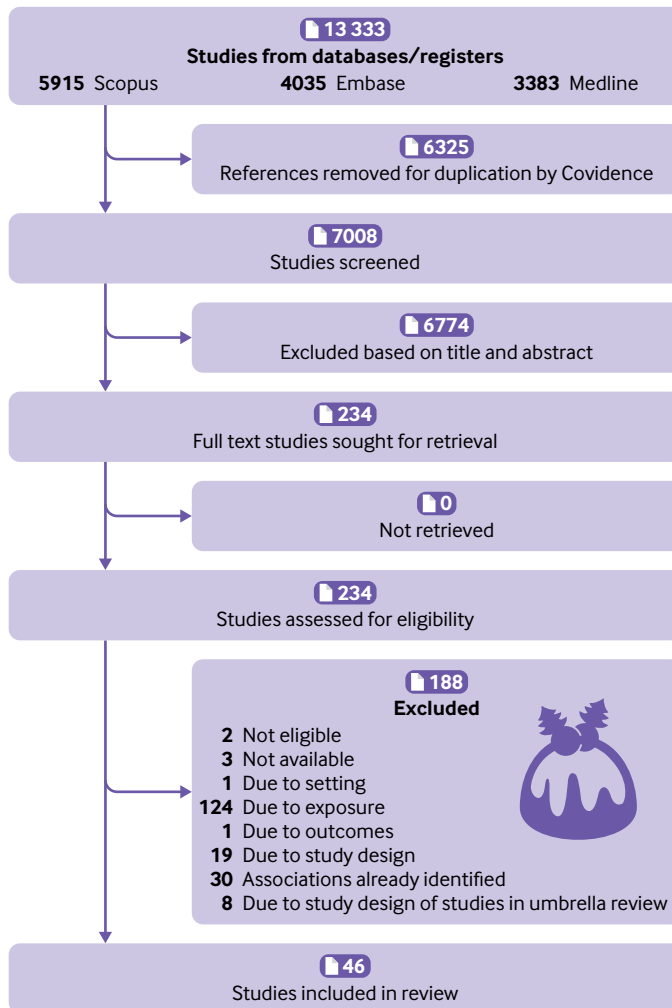 13 333
Studies from databases/registers
5915 Scopus 4035 Embase 3383 Medline
6325
References removed for duplication by Covidence
7008
Studies screened
6774
Excluded based on title and abstract
234
Full text studies sought for retrieval
0
Not retrieved
234
Studies assessed for eligibility
188
Excluded
2 Not eligible
3 Not available
1 Due to setting
124 Due to exposure
1 Due to outcomes
19 Due to study design
30 Associations already identified
8 Due to study design of studies in umbrella review
46
Studies included in review